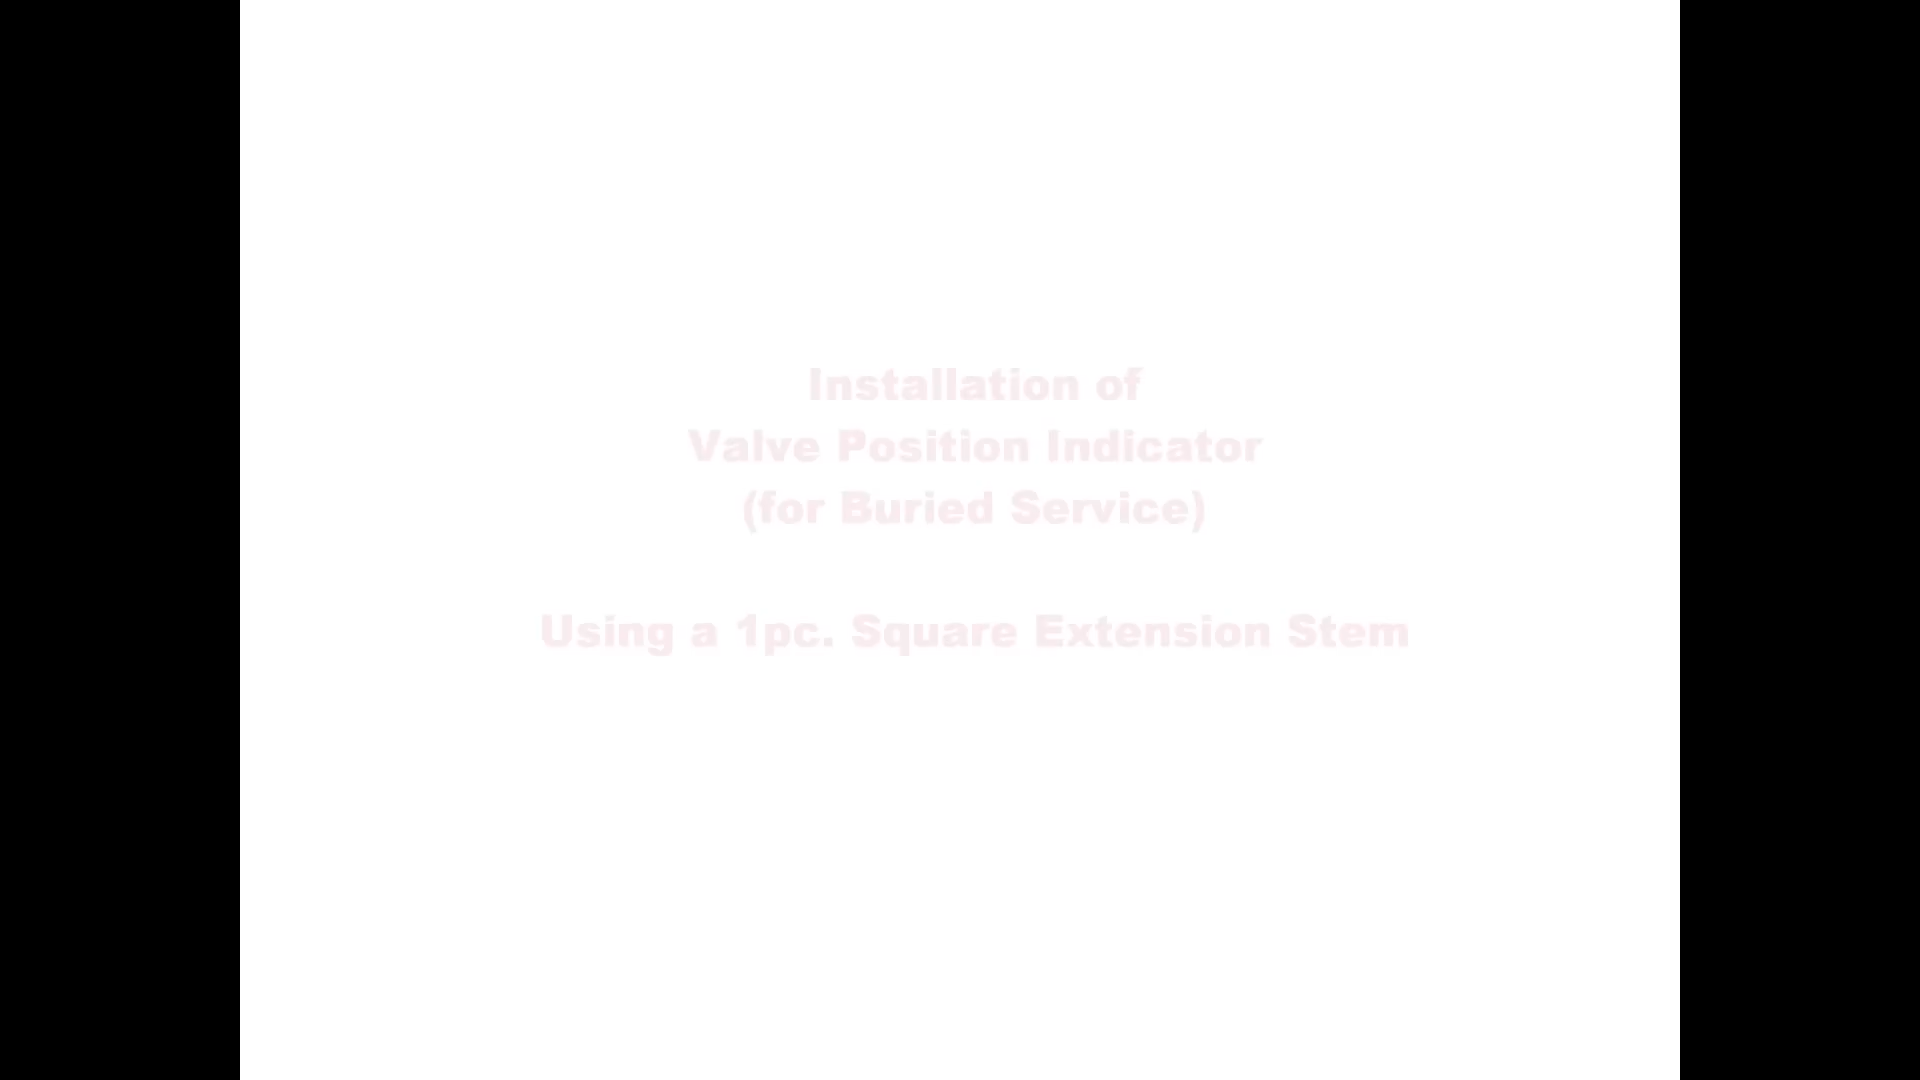 Installation of
Valve Position Indicator
(for Buried Service)
Using a 1pc. Square Extension Stem